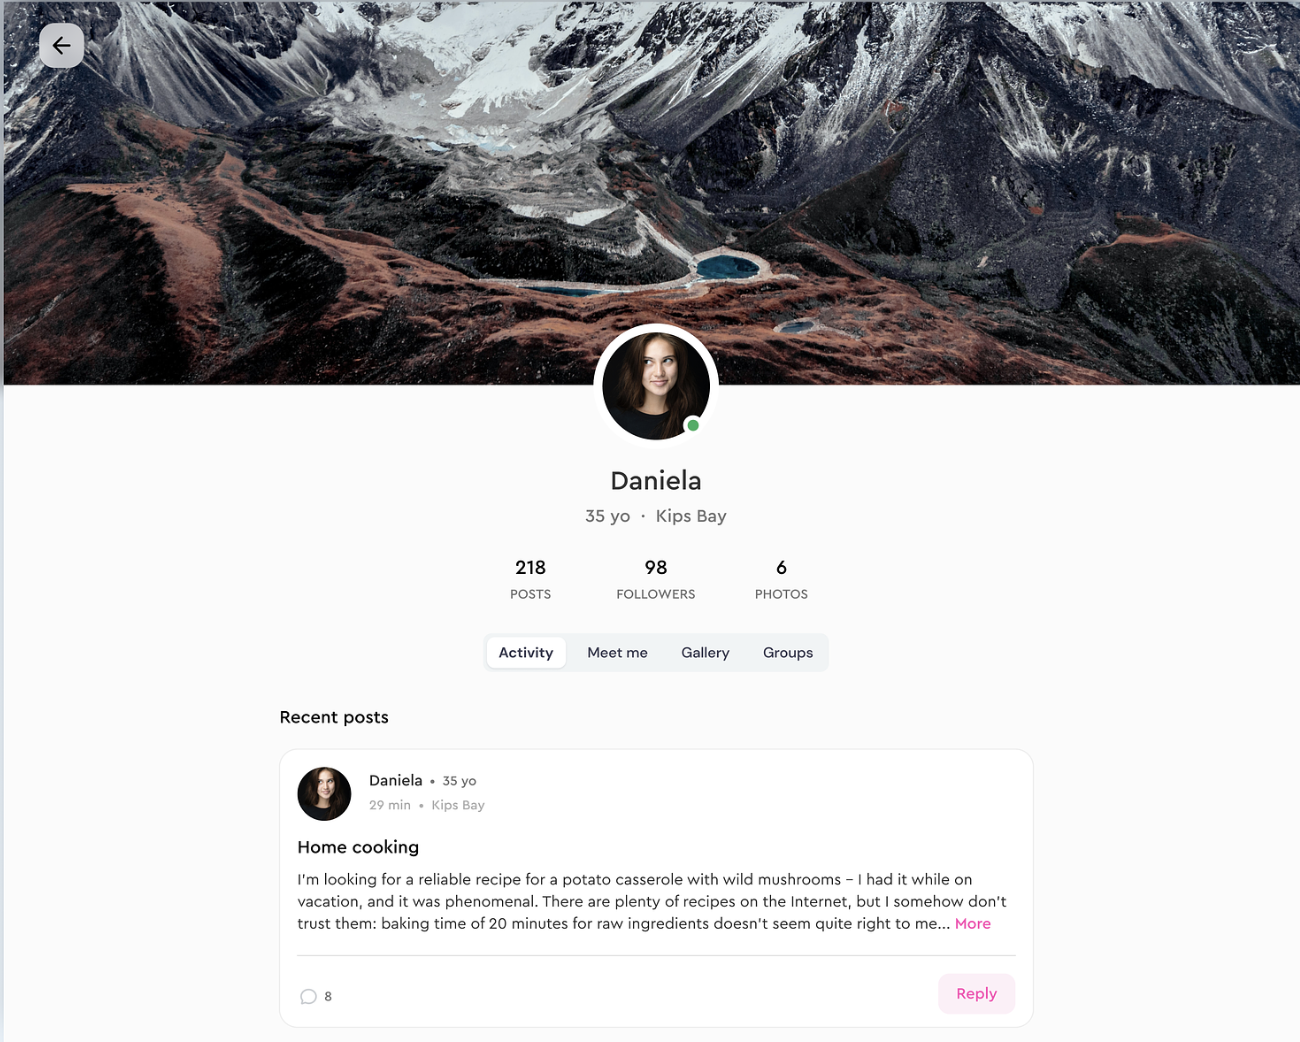 Daniela
35 yo · Kips Bay
218 98 6
POSTS FOLLOWERS PHOTOS
Activity Meet me Gallery Groups
Recent posts
Daniela • 35 yo
29 min • Kips Bay
Home cooking
I'm looking for a reliable recipe for a potato casserole with wild mushrooms – I had it while on
vacation, and it was phenomenal. There are plenty of recipes on the Internet, but I somehow don't
trust them: baking time of 20 minutes for raw ingredients doesn't seem quite right to me... More
8 Reply